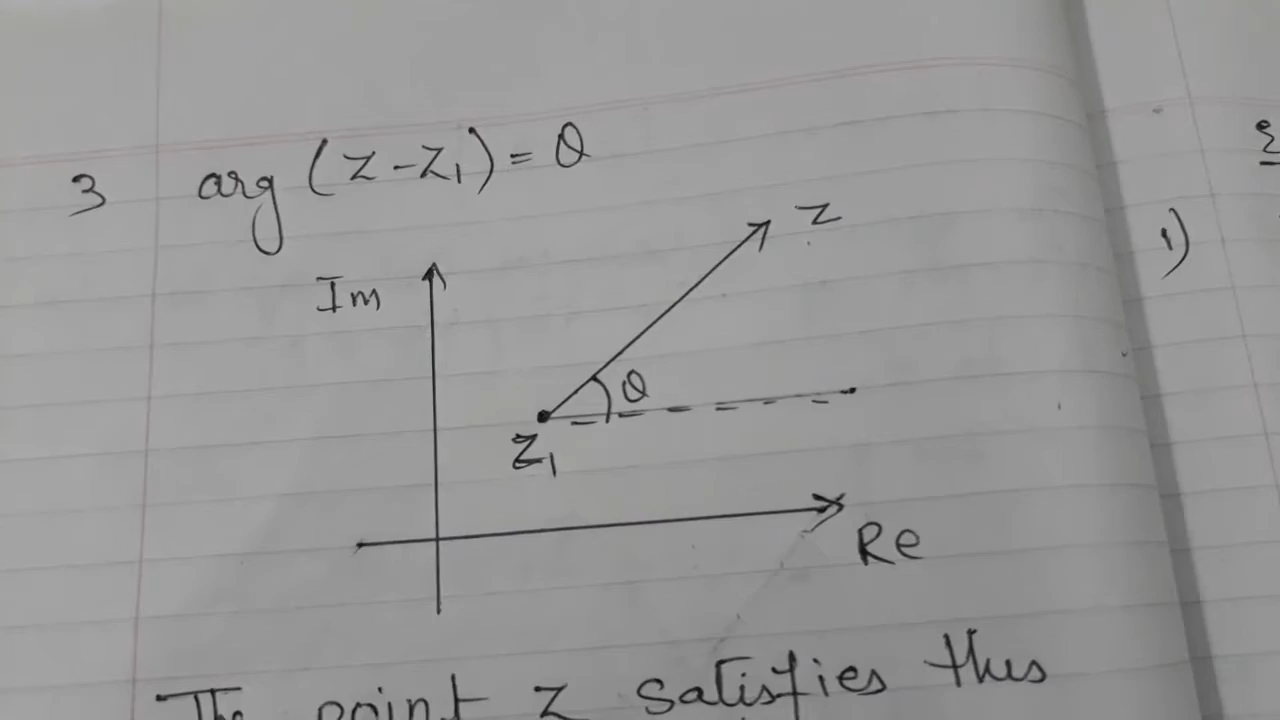 3 arg (z-z₁) = θ
z
Im
θ
z₁
Re
The point z satisfies this
1)